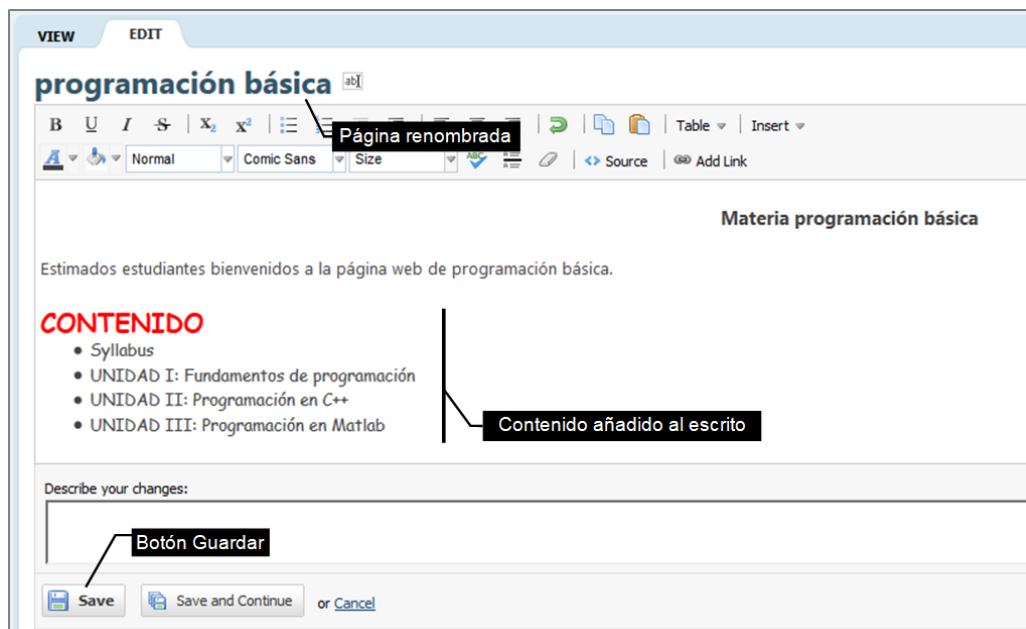 VIEW EDIT
programación básica abI
B U I S X₂ X² Table Insert
Página renombrada
A Normal Comic Sans Size ABC Source Add Link
Materia programación básica
Estimados estudiantes bienvenidos a la página web de programación básica.
CONTENIDO
• Syllabus
• UNIDAD I: Fundamentos de programación
• UNIDAD II: Programación en C++
• UNIDAD III: Programación en Matlab
Contenido añadido al escrito
Describe your changes:
Botón Guardar
Save Save and Continue or Cancel